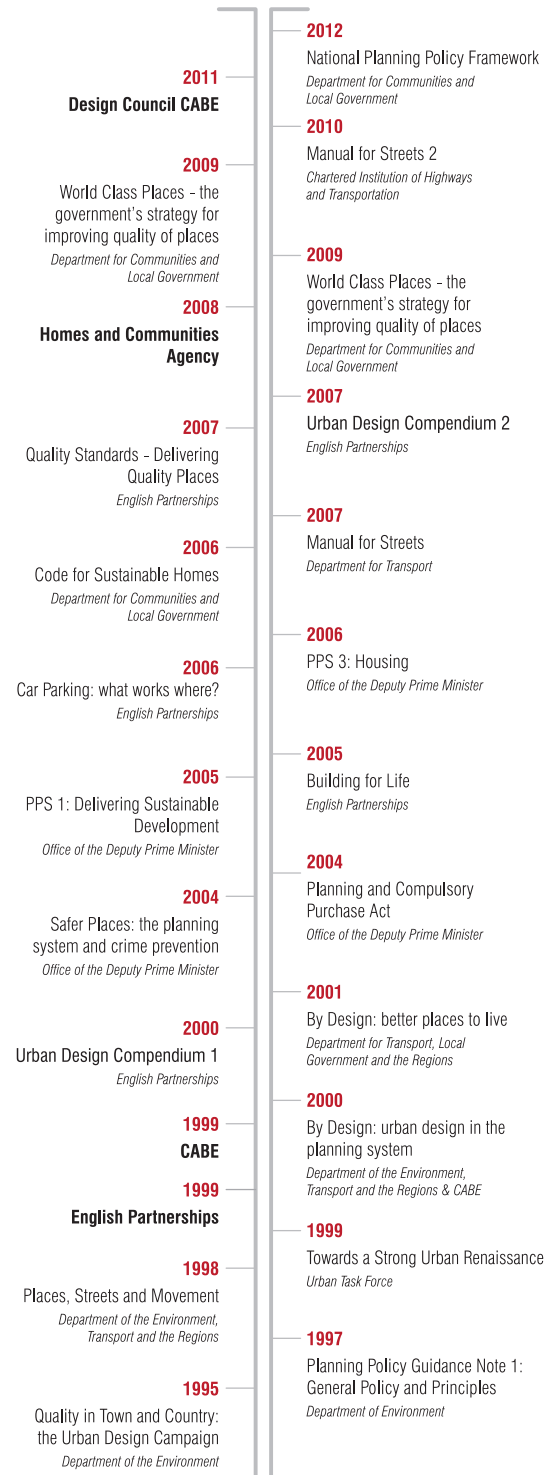 2011
Design Council CABE
2009
World Class Places - the
government's strategy for
improving quality of places
Department for Communities and
Local Government
2008
Homes and Communities
Agency
2007
Quality Standards - Delivering
Quality Places
English Partnerships
2006
Code for Sustainable Homes
Department for Communities and
Local Government
2006
Car Parking: what works where?
English Partnerships
2005
PPS 1: Delivering Sustainable
Development
Office of the Deputy Prime Minister
2004
Safer Places: the planning
system and crime prevention
Office of the Deputy Prime Minister
2000
Urban Design Compendium 1
English Partnerships
1999
CABE
1999
English Partnerships
1998
Places, Streets and Movement
Department of the Environment,
Transport and the Regions
1995
Quality in Town and Country:
the Urban Design Campaign
Department of the Environment
2012
National Planning Policy Framework
Department for Communities and
Local Government
2010
Manual for Streets 2
Chartered Institution of Highways
and Transportation
2009
World Class Places - the
government's strategy for
improving quality of places
Department for Communities and
Local Government
2007
Urban Design Compendium 2
English Partnerships
2007
Manual for Streets
Department for Transport
2006
PPS 3: Housing
Office of the Deputy Prime Minister
2005
Building for Life
English Partnerships
2004
Planning and Compulsory
Purchase Act
Office of the Deputy Prime Minister
2001
By Design: better places to live
Department for Transport, Local
Government and the Regions
2000
By Design: urban design in the
planning system
Department of the Environment,
Transport and the Regions & CABE
1999
Towards a Strong Urban Renaissance
Urban Task Force
1997
Planning Policy Guidance Note 1:
General Policy and Principles
Department of Environment